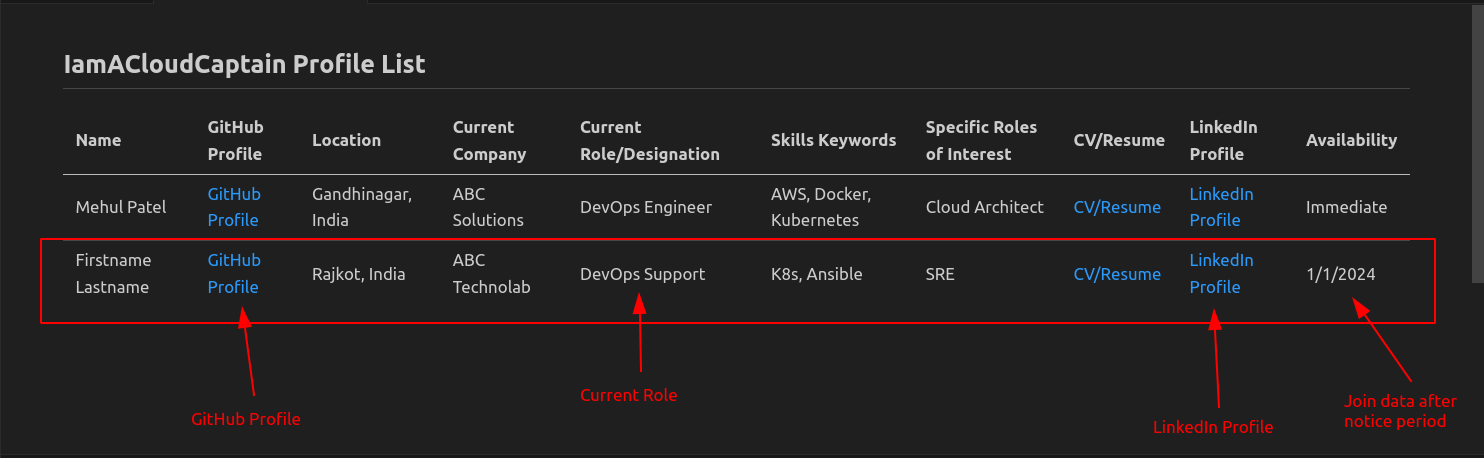 IamACloudCaptain Profile List
Name
GitHub
Profile
Location
Current
Company
Current
Role/Designation
Skills Keywords
Specific Roles
of Interest
CV/Resume
LinkedIn
Profile
Availability
Mehul Patel
GitHub
Profile
Gandhinagar,
India
ABC
Solutions
DevOps Engineer
AWS, Docker,
Kubernetes
Cloud Architect
CV/Resume
LinkedIn
Profile
Immediate
Firstname
Lastname
GitHub
Profile
Rajkot, India
ABC
Technolab
DevOps Support
K8s, Ansible
SRE
CV/Resume
LinkedIn
Profile
1/1/2024
GitHub Profile
Current Role
LinkedIn Profile
Join data after
notice period